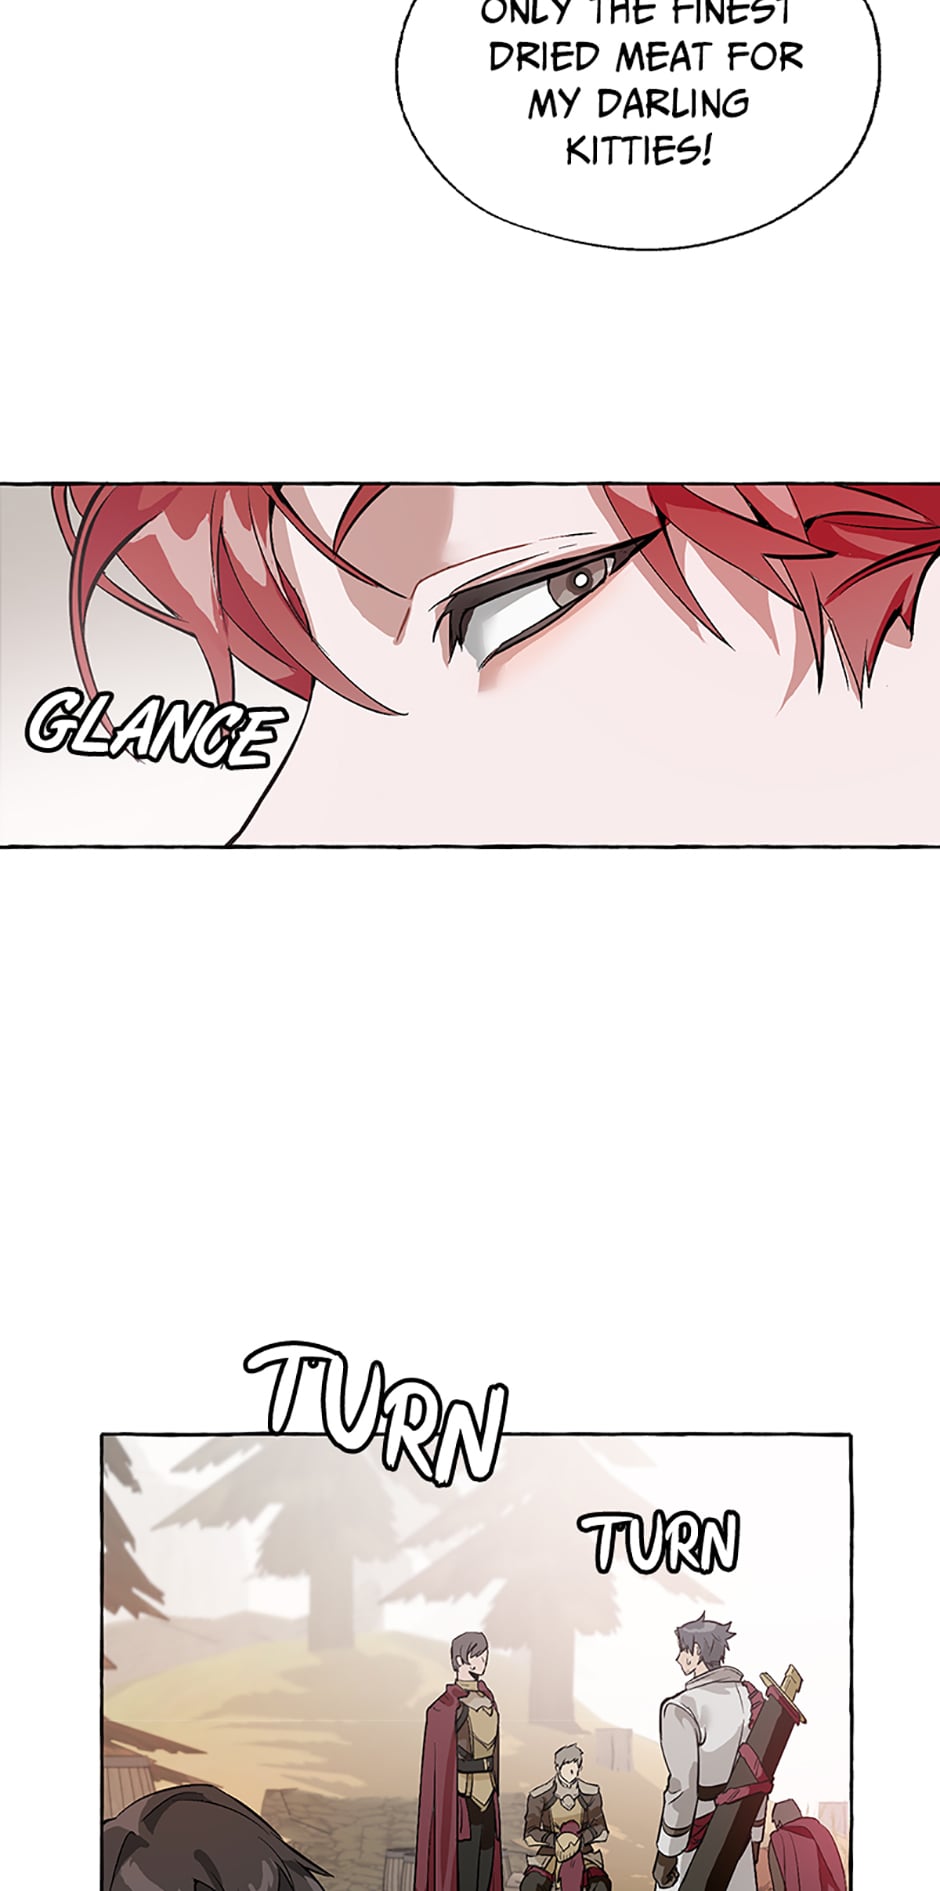 ONLY THE FINEST
DRIED MEAT FOR
MY DARLING
KITTIES!
GLANCE
TURN
TURN